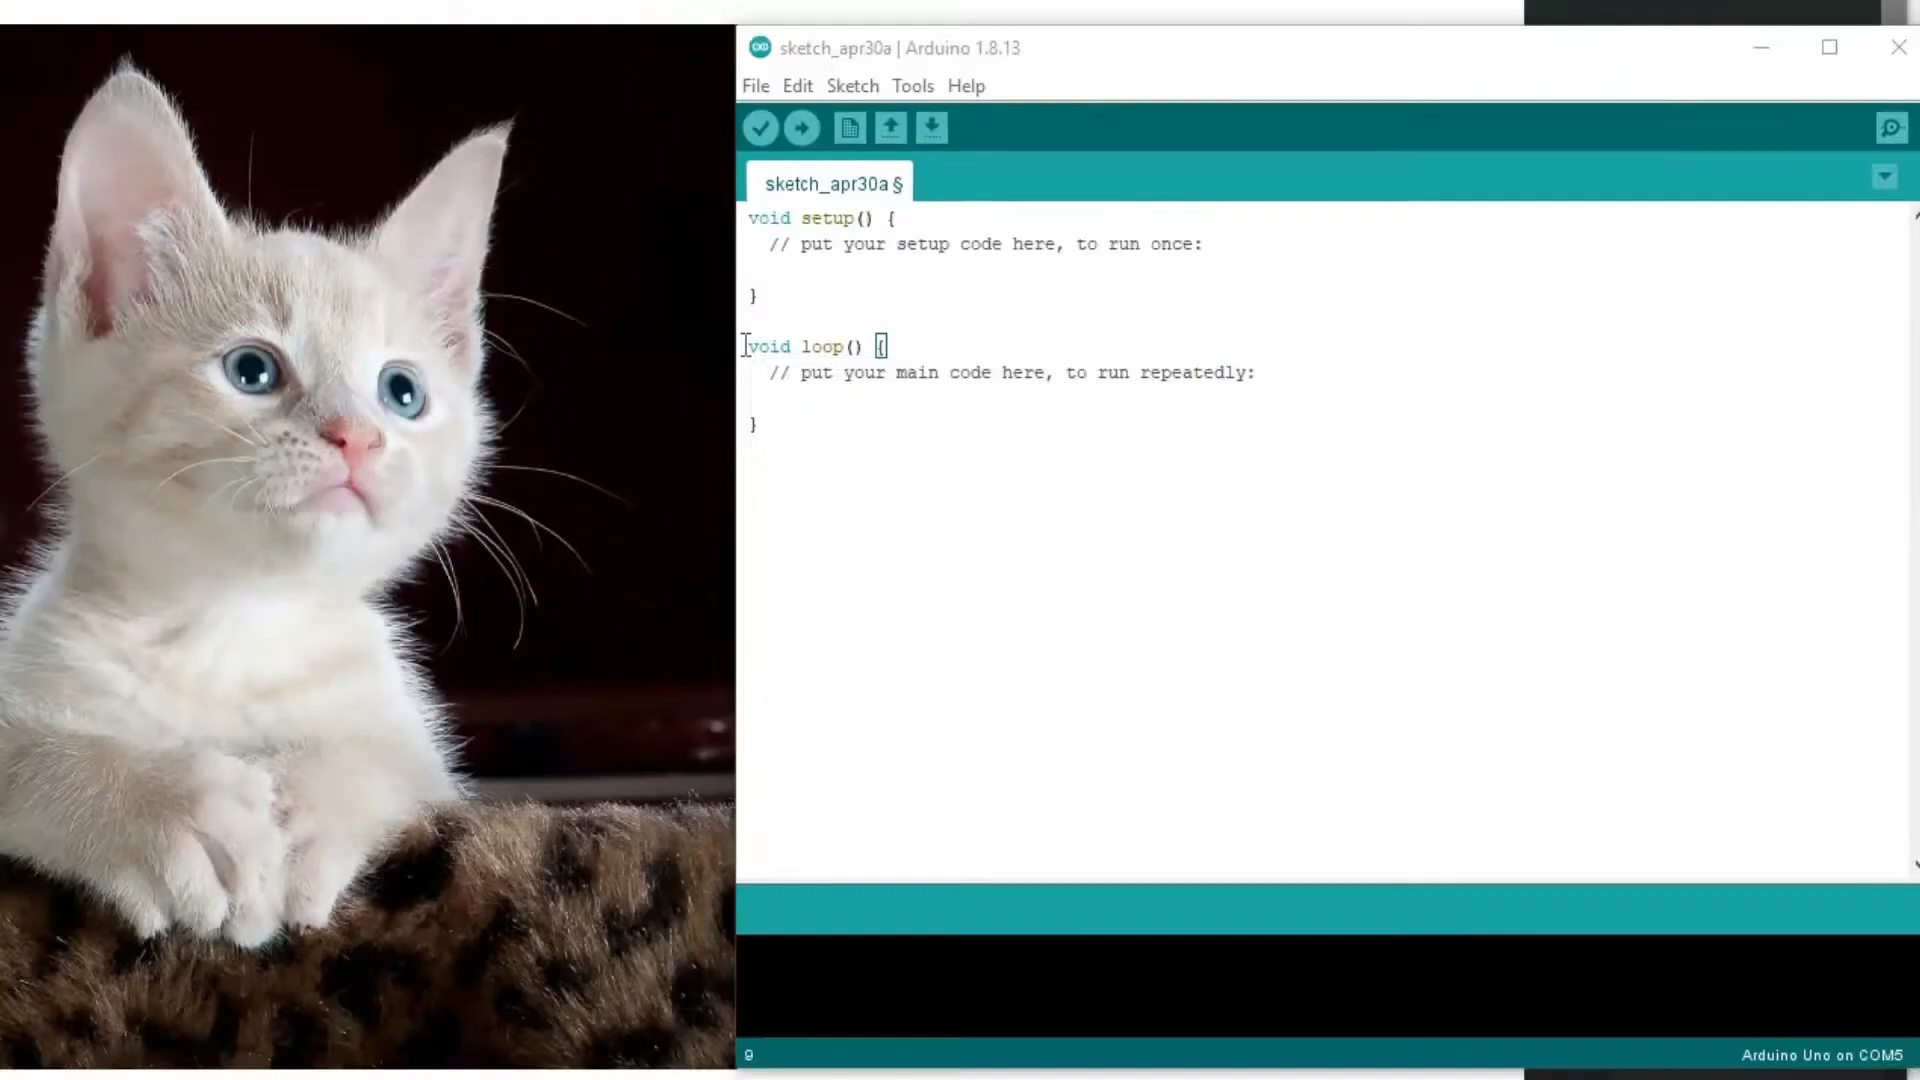 sketch_apr30a | Arduino 1.8.13
File Edit Sketch Tools Help
sketch_apr30a §
void setup() {
// put your setup code here, to run once:
}
void loop() {
// put your main code here, to run repeatedly:
}
9
Arduino Uno on COM5